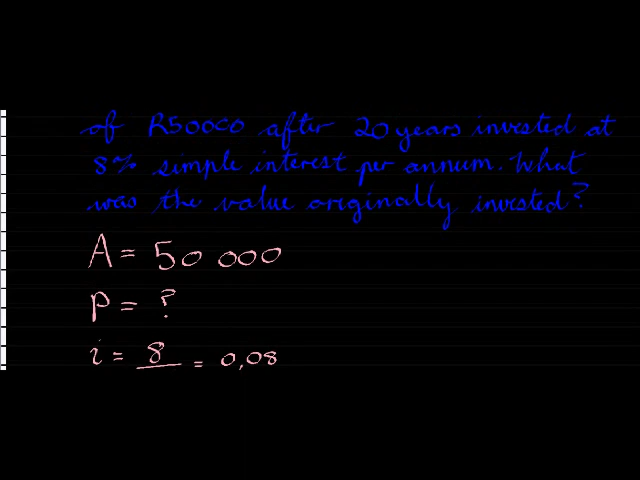 of R50000 after 20 years invested at
8% simple interest per annum. What
was the value originally invested?
A = 50 000
P = ?
i = 8 = 0,08